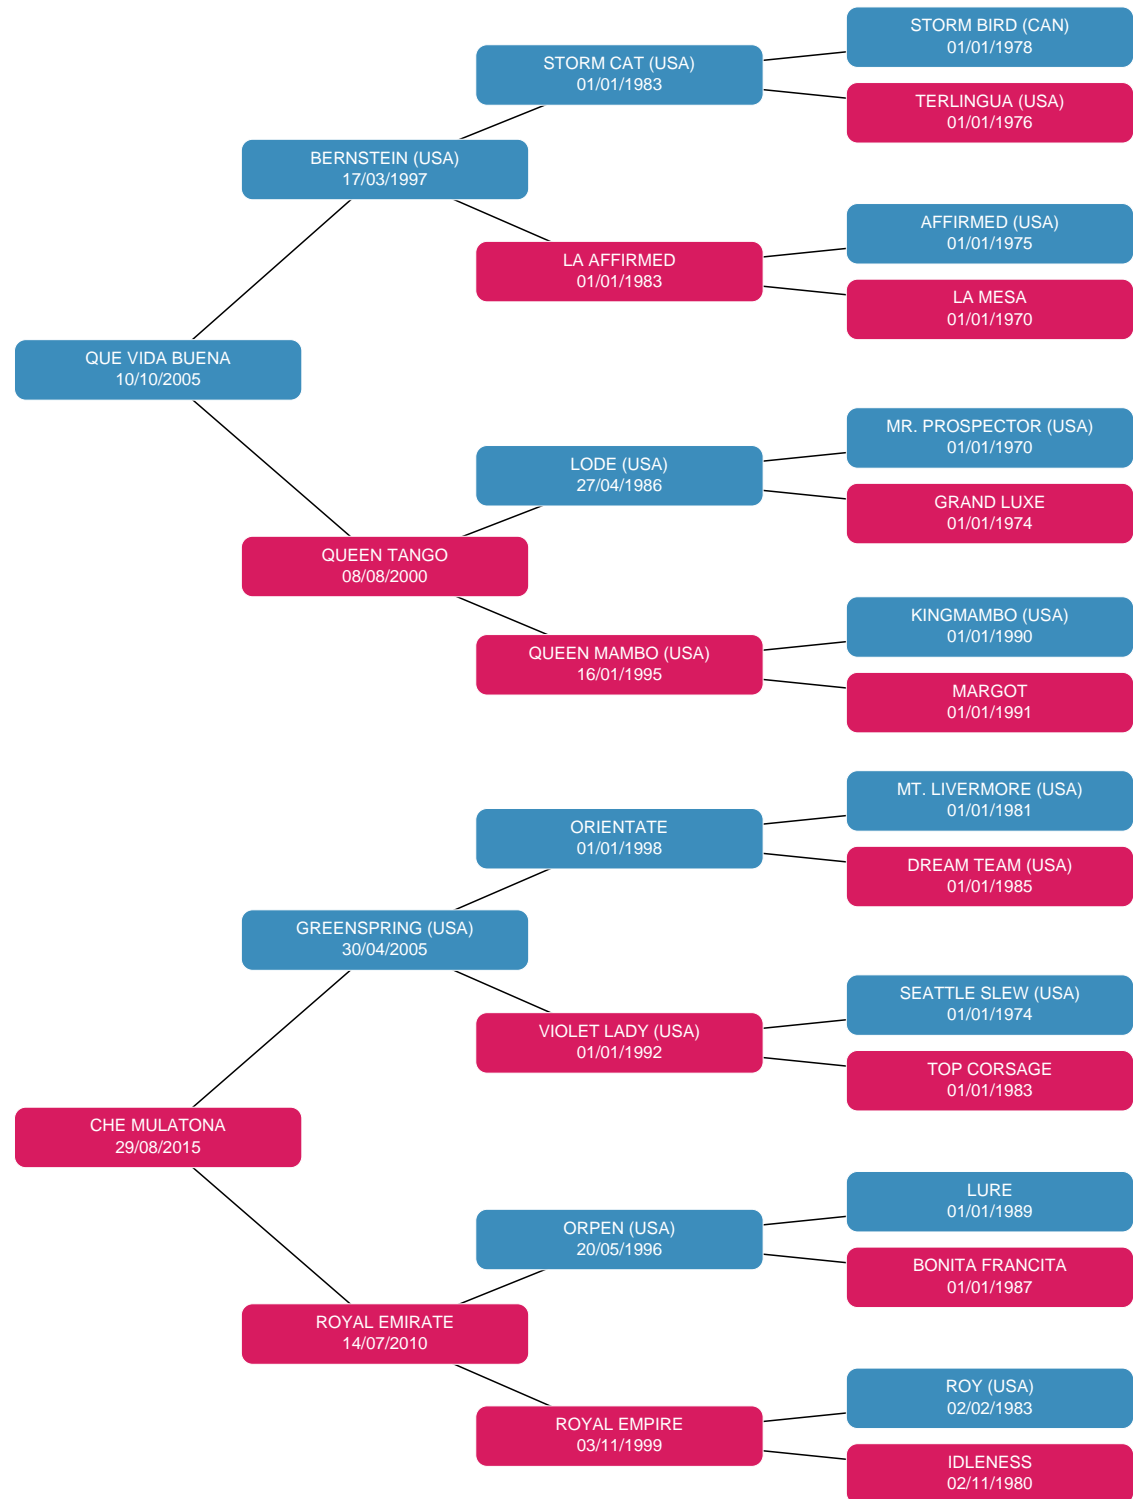 STORM BIRD (CAN)
01/01/1978
STORM CAT (USA)
01/01/1983
TERLINGUA (USA)
01/01/1976
BERNSTEIN (USA)
17/03/1997
AFFIRMED (USA)
01/01/1975
LA AFFIRMED
01/01/1983
LA MESA
01/01/1970
QUE VIDA BUENA
10/10/2005
MR. PROSPECTOR (USA)
01/01/1970
LODE (USA)
27/04/1986
GRAND LUXE
01/01/1974
QUEEN TANGO
08/08/2000
KINGMAMBO (USA)
01/01/1990
QUEEN MAMBO (USA)
16/01/1995
MARGOT
01/01/1991
MT. LIVERMORE (USA)
01/01/1981
ORIENTATE
01/01/1998
DREAM TEAM (USA)
01/01/1985
GREENSPRING (USA)
30/04/2005
SEATTLE SLEW (USA)
01/01/1974
VIOLET LADY (USA)
01/01/1992
TOP CORSAGE
01/01/1983
CHE MULATONA
29/08/2015
LURE
01/01/1989
ORPEN (USA)
20/05/1996
BONITA FRANCITA
01/01/1987
ROYAL EMIRATE
14/07/2010
ROY (USA)
02/02/1983
ROYAL EMPIRE
03/11/1999
IDLENESS
02/11/1980